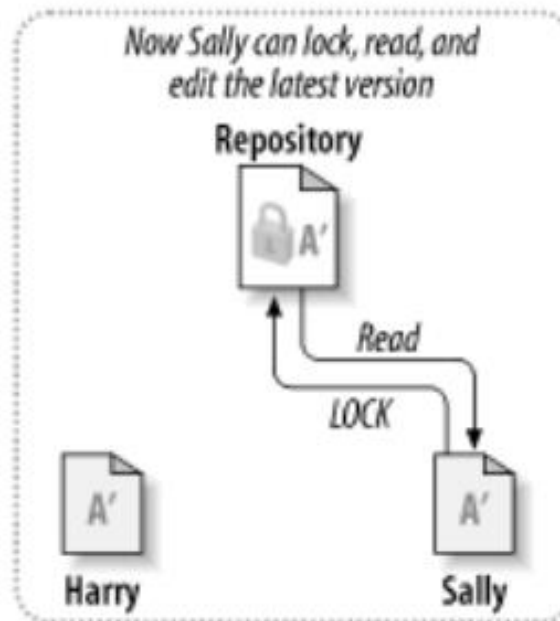 Now Sally can lock, read, and
edit the latest version
Repository
A′
Read
LOCK
A′
A′
Harry
Sally